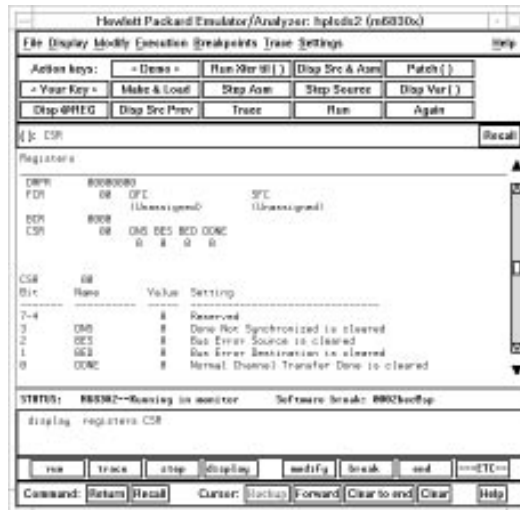 Hewlett Packard Emulator/Analyzer: hplsds2 (m6830x)
File Display Modify Execution Breakpoints Trace Settings Help
Action keys: < Demo > Run Xfer til ( ) Disp Src & Asm Patch ( )
< Your Key > Make & Load Step Asm Step Source Disp Var ( )
Disp @REG Disp Src Prev Trace Run Again
( ): CSR Recall
Registers
00000000
FCR 00 DFC SFC
(Unassigned) (Unassigned)
BCR 0000
CSR 00 DNS BES BED DONE
0 0 0 0
CSR 00
Bit Name Value Setting
7-4 0 Reserved
3 DNS 0 Done Not Synchronized is cleared
2 BES 0 Bus Error Source is cleared
1 BED 0 Bus Error Destination is cleared
0 DONE 0 Normal Channel Transfer Done is cleared
STATUS: M68302--Running in monitor Software break:
display registers CSR
run trace step display modify break end ---ETC--
Command: Return Recall Cursor: Backup Forward Clear to end Clear Help